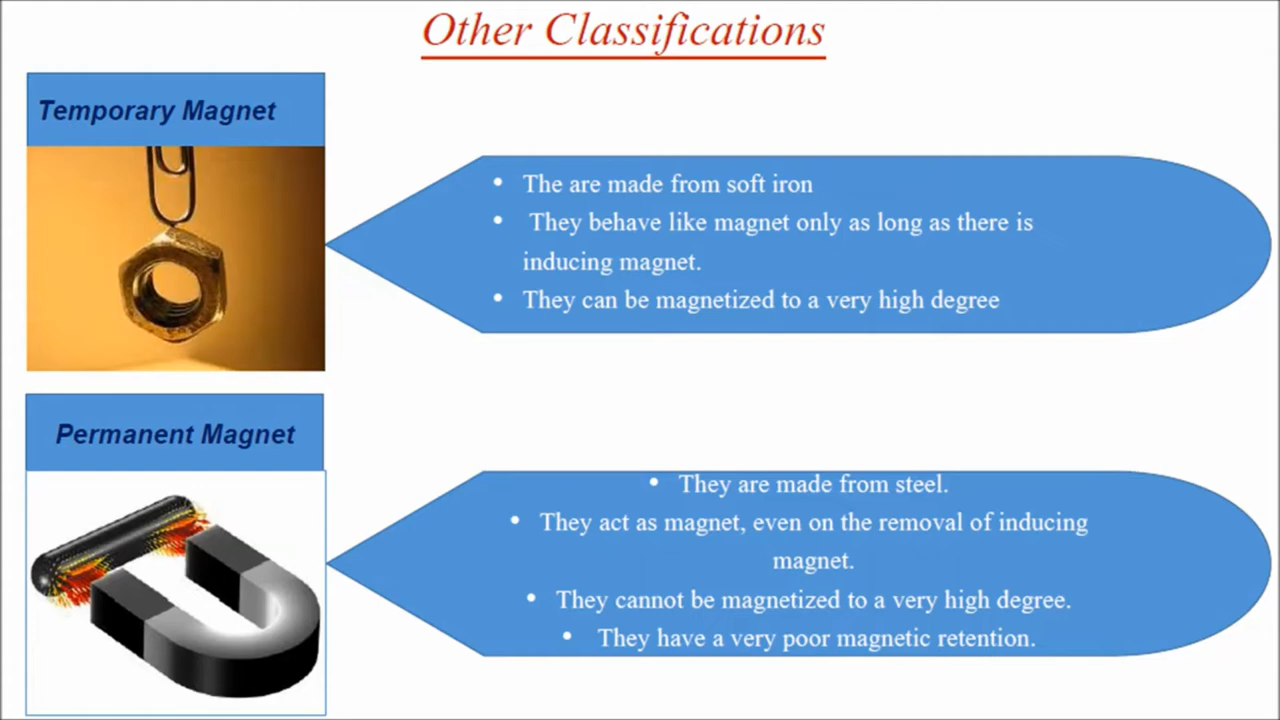 Other Classifications
Temporary Magnet
• The are made from soft iron
• They behave like magnet only as long as there is
inducing magnet.
• They can be magnetized to a very high degree
Permanent Magnet
• They are made from steel.
• They act as magnet, even on the removal of inducing
magnet.
• They cannot be magnetized to a very high degree.
• They have a very poor magnetic retention.